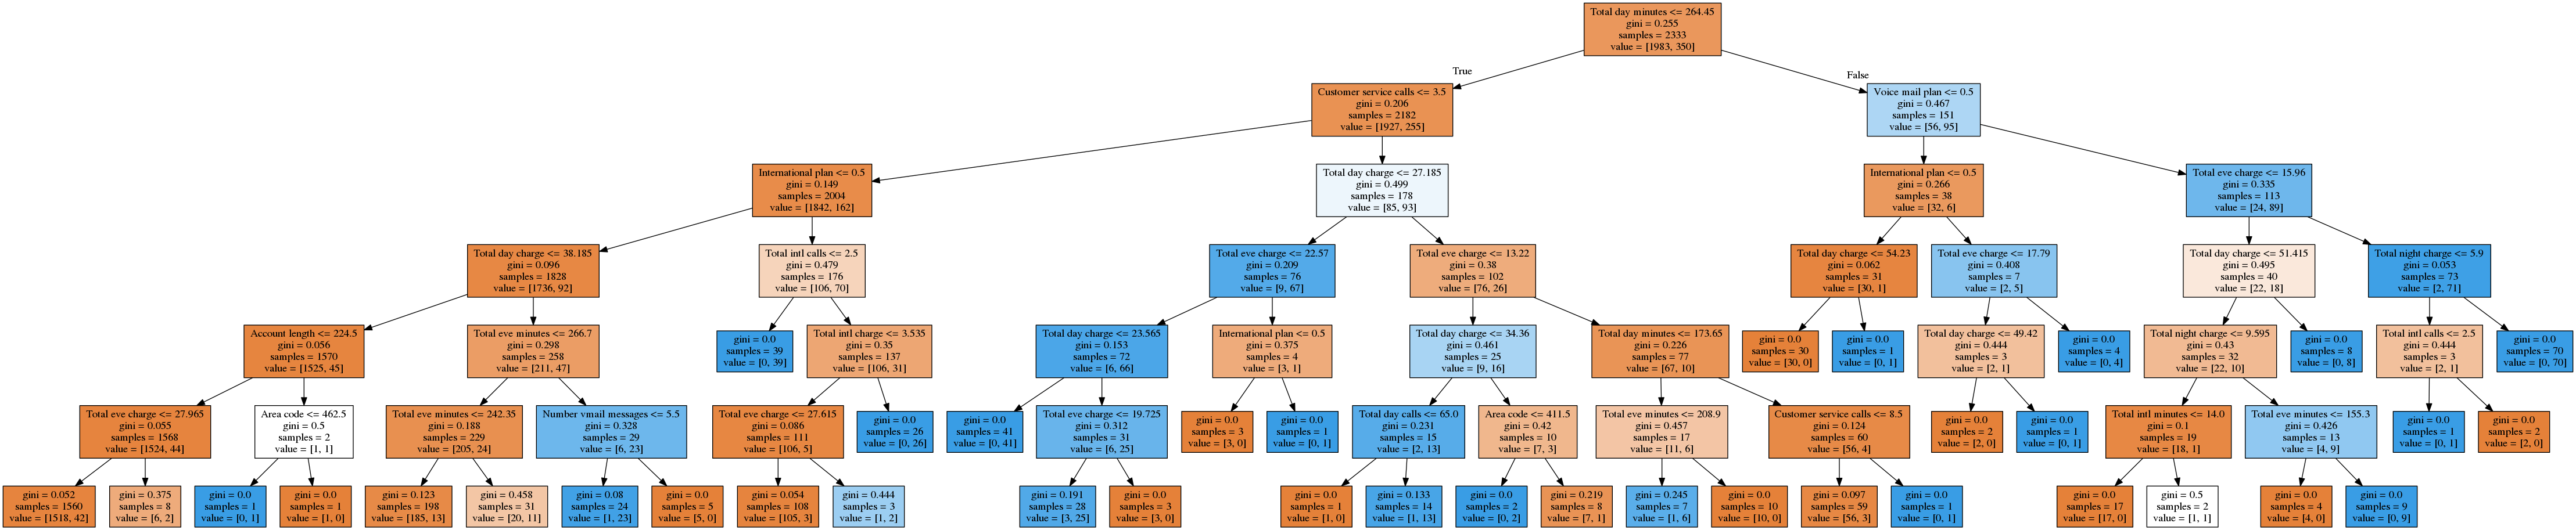 Total day minutes <= 264.45
gini = 0.255
samples = 2333
value = [1983, 350]
True
False
Customer service calls <= 3.5
gini = 0.206
samples = 2182
value = [1927, 255]
Voice mail plan <= 0.5
gini = 0.467
samples = 151
value = [56, 95]
International plan <= 0.5
gini = 0.149
samples = 2004
value = [1842, 162]
Total day charge <= 27.185
gini = 0.499
samples = 178
value = [85, 93]
International plan <= 0.5
gini = 0.266
samples = 38
value = [32, 6]
Total eve charge <= 15.96
gini = 0.335
samples = 113
value = [24, 89]
Total day charge <= 38.185
gini = 0.096
samples = 1828
value = [1736, 92]
Total intl calls <= 2.5
gini = 0.479
samples = 176
value = [106, 70]
Total eve charge <= 22.57
gini = 0.209
samples = 76
value = [9, 67]
Total eve charge <= 13.22
gini = 0.38
samples = 102
value = [76, 26]
Total day charge <= 54.23
gini = 0.062
samples = 31
value = [30, 1]
Total eve charge <= 17.79
gini = 0.408
samples = 7
value = [2, 5]
Total day charge <= 51.415
gini = 0.495
samples = 40
value = [22, 18]
Total night charge <= 5.9
gini = 0.053
samples = 73
value = [2, 71]
Account length <= 224.5
gini = 0.056
samples = 1570
value = [1525, 45]
Total eve minutes <= 266.7
gini = 0.298
samples = 258
value = [211, 47]
gini = 0.0
samples = 39
value = [0, 39]
Total intl charge <= 3.535
gini = 0.35
samples = 137
value = [106, 31]
Total day charge <= 23.565
gini = 0.153
samples = 72
value = [6, 66]
International plan <= 0.5
gini = 0.375
samples = 4
value = [3, 1]
Total day charge <= 34.36
gini = 0.461
samples = 25
value = [9, 16]
Total day minutes <= 173.65
gini = 0.226
samples = 77
value = [67, 10]
gini = 0.0
samples = 30
value = [30, 0]
gini = 0.0
samples = 1
value = [0, 1]
Total day charge <= 49.42
gini = 0.444
samples = 3
value = [2, 1]
gini = 0.0
samples = 4
value = [0, 4]
Total night charge <= 9.595
gini = 0.43
samples = 32
value = [22, 10]
gini = 0.0
samples = 8
value = [0, 8]
Total intl calls <= 2.5
gini = 0.444
samples = 3
value = [2, 1]
gini = 0.0
samples = 70
value = [0, 70]
Total eve charge <= 27.965
gini = 0.055
samples = 1568
value = [1524, 44]
Area code <= 462.5
gini = 0.5
samples = 2
value = [1, 1]
Total eve minutes <= 242.35
gini = 0.188
samples = 229
value = [205, 24]
Number vmail messages <= 5.5
gini = 0.328
samples = 29
value = [6, 23]
Total eve charge <= 27.615
gini = 0.086
samples = 111
value = [106, 5]
gini = 0.0
samples = 26
value = [0, 26]
gini = 0.0
samples = 41
value = [0, 41]
Total eve charge <= 19.725
gini = 0.312
samples = 31
value = [6, 25]
gini = 0.0
samples = 3
value = [3, 0]
gini = 0.0
samples = 1
value = [0, 1]
Total day calls <= 65.0
gini = 0.231
samples = 15
value = [2, 13]
Area code <= 411.5
gini = 0.42
samples = 10
value = [7, 3]
Total eve minutes <= 208.9
gini = 0.457
samples = 17
value = [11, 6]
Customer service calls <= 8.5
gini = 0.124
samples = 60
value = [56, 4]
gini = 0.0
samples = 2
value = [2, 0]
gini = 0.0
samples = 1
value = [0, 1]
Total intl minutes <= 14.0
gini = 0.1
samples = 19
value = [18, 1]
Total eve minutes <= 155.3
gini = 0.426
samples = 13
value = [4, 9]
gini = 0.0
samples = 1
value = [0, 1]
gini = 0.0
samples = 2
value = [2, 0]
gini = 0.052
samples = 1560
value = [1518, 42]
gini = 0.375
samples = 8
value = [6, 2]
gini = 0.0
samples = 1
value = [0, 1]
gini = 0.0
samples = 1
value = [1, 0]
gini = 0.123
samples = 198
value = [185, 13]
gini = 0.458
samples = 31
value = [20, 11]
gini = 0.08
samples = 24
value = [1, 23]
gini = 0.0
samples = 5
value = [5, 0]
gini = 0.054
samples = 108
value = [105, 3]
gini = 0.444
samples = 3
value = [1, 2]
gini = 0.191
samples = 28
value = [3, 25]
gini = 0.0
samples = 3
value = [3, 0]
gini = 0.0
samples = 1
value = [1, 0]
gini = 0.133
samples = 14
value = [1, 13]
gini = 0.0
samples = 2
value = [0, 2]
gini = 0.219
samples = 8
value = [7, 1]
gini = 0.245
samples = 7
value = [1, 6]
gini = 0.0
samples = 10
value = [10, 0]
gini = 0.097
samples = 59
value = [56, 3]
gini = 0.0
samples = 1
value = [0, 1]
gini = 0.0
samples = 17
value = [17, 0]
gini = 0.5
samples = 2
value = [1, 1]
gini = 0.0
samples = 4
value = [4, 0]
gini = 0.0
samples = 9
value = [0, 9]